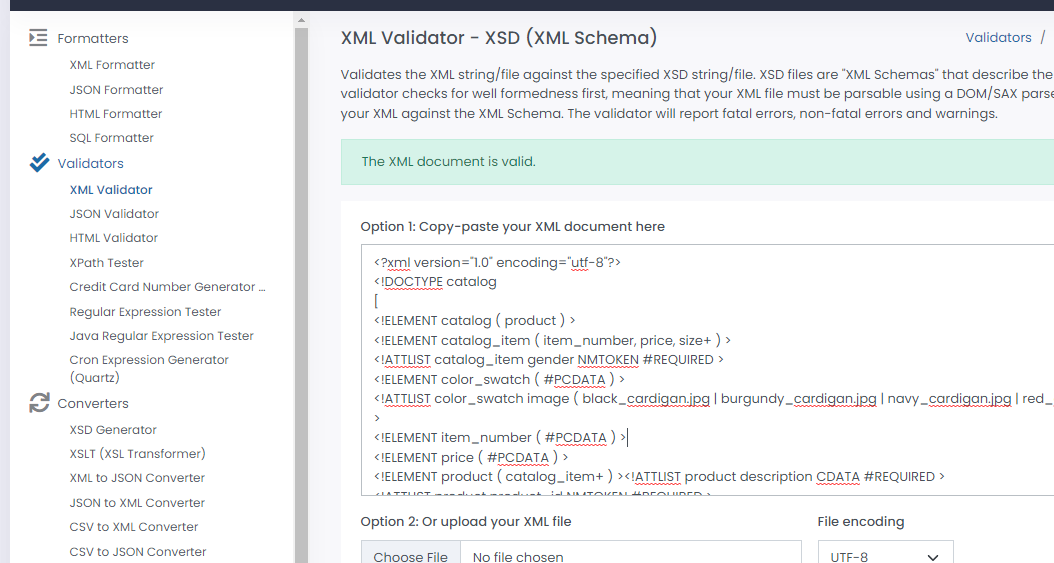 Formatters
XML Formatter
JSON Formatter
HTML Formatter
SQL Formatter
Validators
XML Validator
JSON Validator
HTML Validator
XPath Tester
Credit Card Number Generator ...
Regular Expression Tester
Java Regular Expression Tester
Cron Expression Generator
(Quartz)
Converters
XSD Generator
XSLT (XSL Transformer)
XML to JSON Converter
JSON to XML Converter
CSV to XML Converter
CSV to JSON Converter
XML Validator - XSD (XML Schema)
Validators /
Validates the XML string/file against the specified XSD string/file. XSD files are "XML Schemas" that describe the
validator checks for well formedness first, meaning that your XML file must be parsable using a DOM/SAX parse
your XML against the XML Schema. The validator will report fatal errors, non-fatal errors and warnings.
The XML document is valid.
Option 1: Copy-paste your XML document here
<?xml version="1.0" encoding="utf-8"?>
<!DOCTYPE catalog
[
<!ELEMENT catalog ( product ) >
<!ELEMENT catalog_item ( item_number, price, size+ ) >
<!ATTLIST catalog_item gender NMTOKEN #REQUIRED >
<!ELEMENT color_swatch ( #PCDATA ) >
<!ATTLIST color_swatch image ( black_cardigan.jpg | burgundy_cardigan.jpg | navy_cardigan.jpg | red_
>
<!ELEMENT item_number ( #PCDATA ) >
<!ELEMENT price ( #PCDATA ) >
<!ELEMENT product ( catalog_item+ ) ><!ATTLIST product description CDATA #REQUIRED >
<!ATTLIST product product_id NMTOKEN #REQUIRED >
Option 2: Or upload your XML file
File encoding
Choose File No file chosen
UTF-8